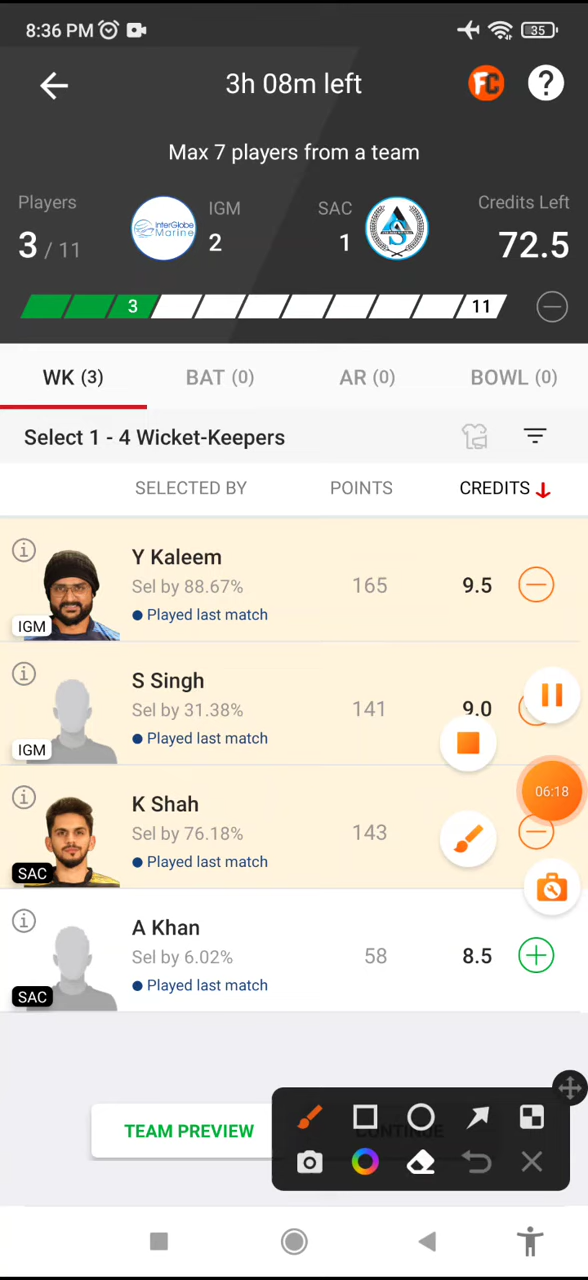 8:36 PM
35
3h 08m left
FC
?
Max 7 players from a team
Players
IGM
SAC
Credits Left
3 / 11
InterGlobe
Marine
2
1
72.5
3
11
WK (3)
BAT (0)
AR (0)
BOWL (0)
Select 1 - 4 Wicket-Keepers
SELECTED BY
POINTS
CREDITS
Y Kaleem
Sel by 88.67%
165
9.5
Played last match
IGM
S Singh
Sel by 31.38%
141
9.0
Played last match
IGM
06:18
K Shah
Sel by 76.18%
143
Played last match
SAC
A Khan
Sel by 6.02%
58
8.5
Played last match
SAC
TEAM PREVIEW
CONTINUE